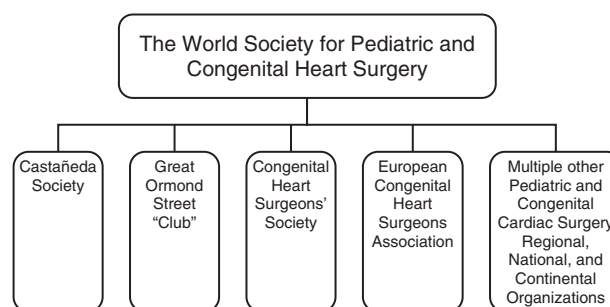 The World Society for Pediatric and
Congenital Heart Surgery
Castañeda
Society
Great
Ormond
Street
“Club”
Congenital
Heart
Surgeons’
Society
European
Congenital
Heart
Surgeons
Association
Multiple other
Pediatric and
Congenital
Cardiac Surgery
Regional,
National, and
Continental
Organizations